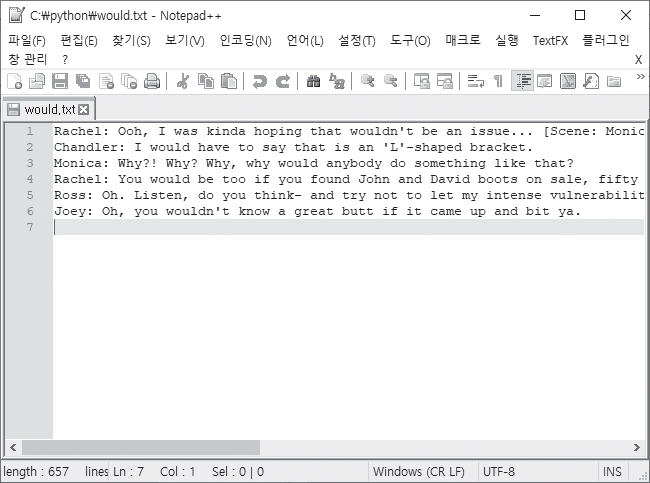 C:₩python₩would.txt - Notepad++
파일(F) 편집(E) 찾기(S) 보기(V) 인코딩(N) 언어(L) 설정(T) 도구(O) 매크로 실행 TextFX 플러그인
창 관리 ? X
would.txt
1 Rachel: Ooh, I was kinda hoping that wouldn't be an issue... [Scene: Monic
2 Chandler: I would have to say that is an 'L'-shaped bracket.
3 Monica: Why?! Why? Why, why would anybody do something like that?
4 Rachel: You would be too if you found John and David boots on sale, fifty
5 Ross: Oh. Listen, do you think- and try not to let my intense vulnerabilit
6 Joey: Oh, you wouldn't know a great butt if it came up and bit ya.
7
length : 657 lines Ln : 7 Col : 1 Sel : 0 | 0 Windows (CR LF) UTF-8 INS